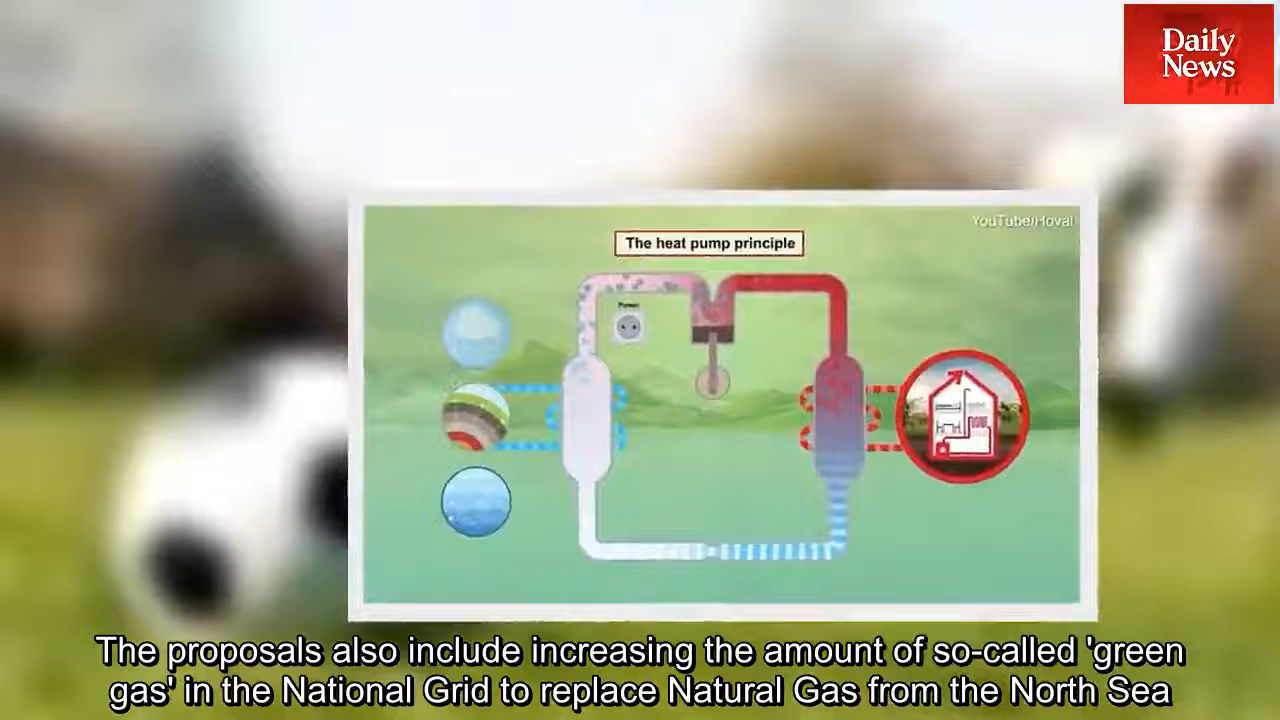 Daily
News
YouTube/Hoval
The heat pump principle
Power
The proposals also include increasing the amount of so-called 'green
gas' in the National Grid to replace Natural Gas from the North Sea